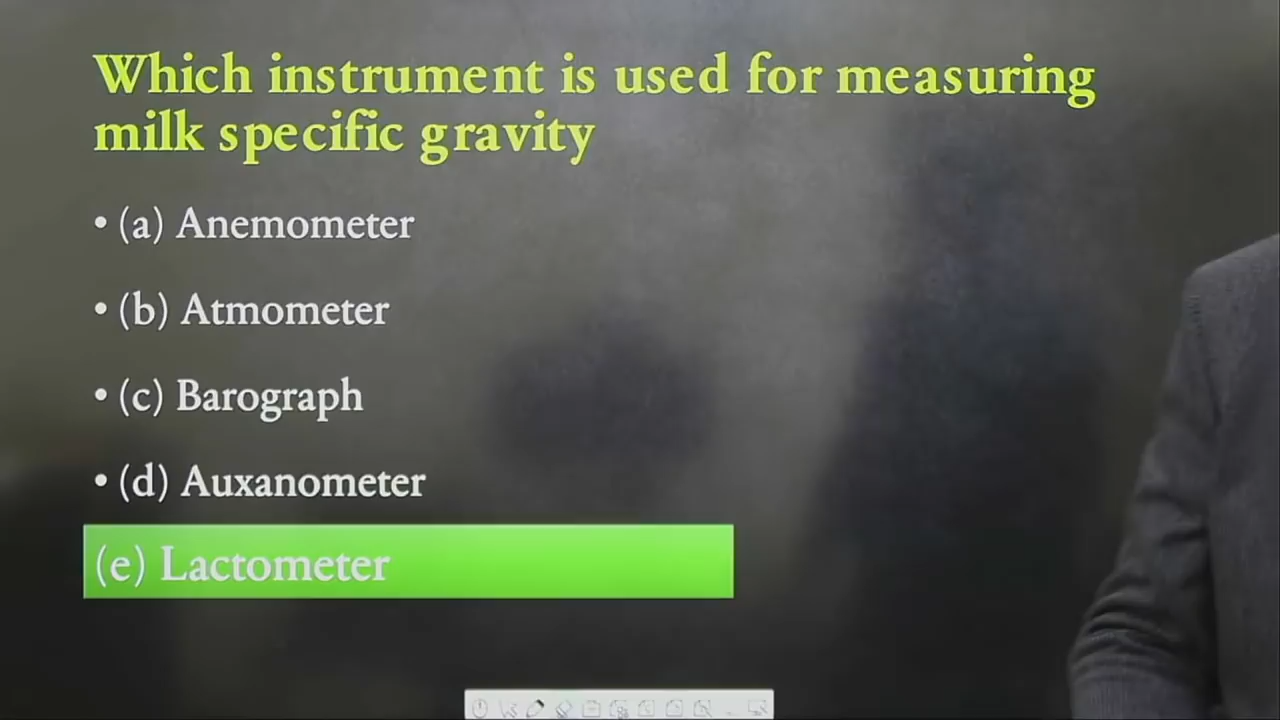 Which instrument is used for measuring
milk specific gravity
• (a) Anemometer
• (b) Atmometer
• (c) Barograph
• (d) Auxanometer
(e) Lactometer